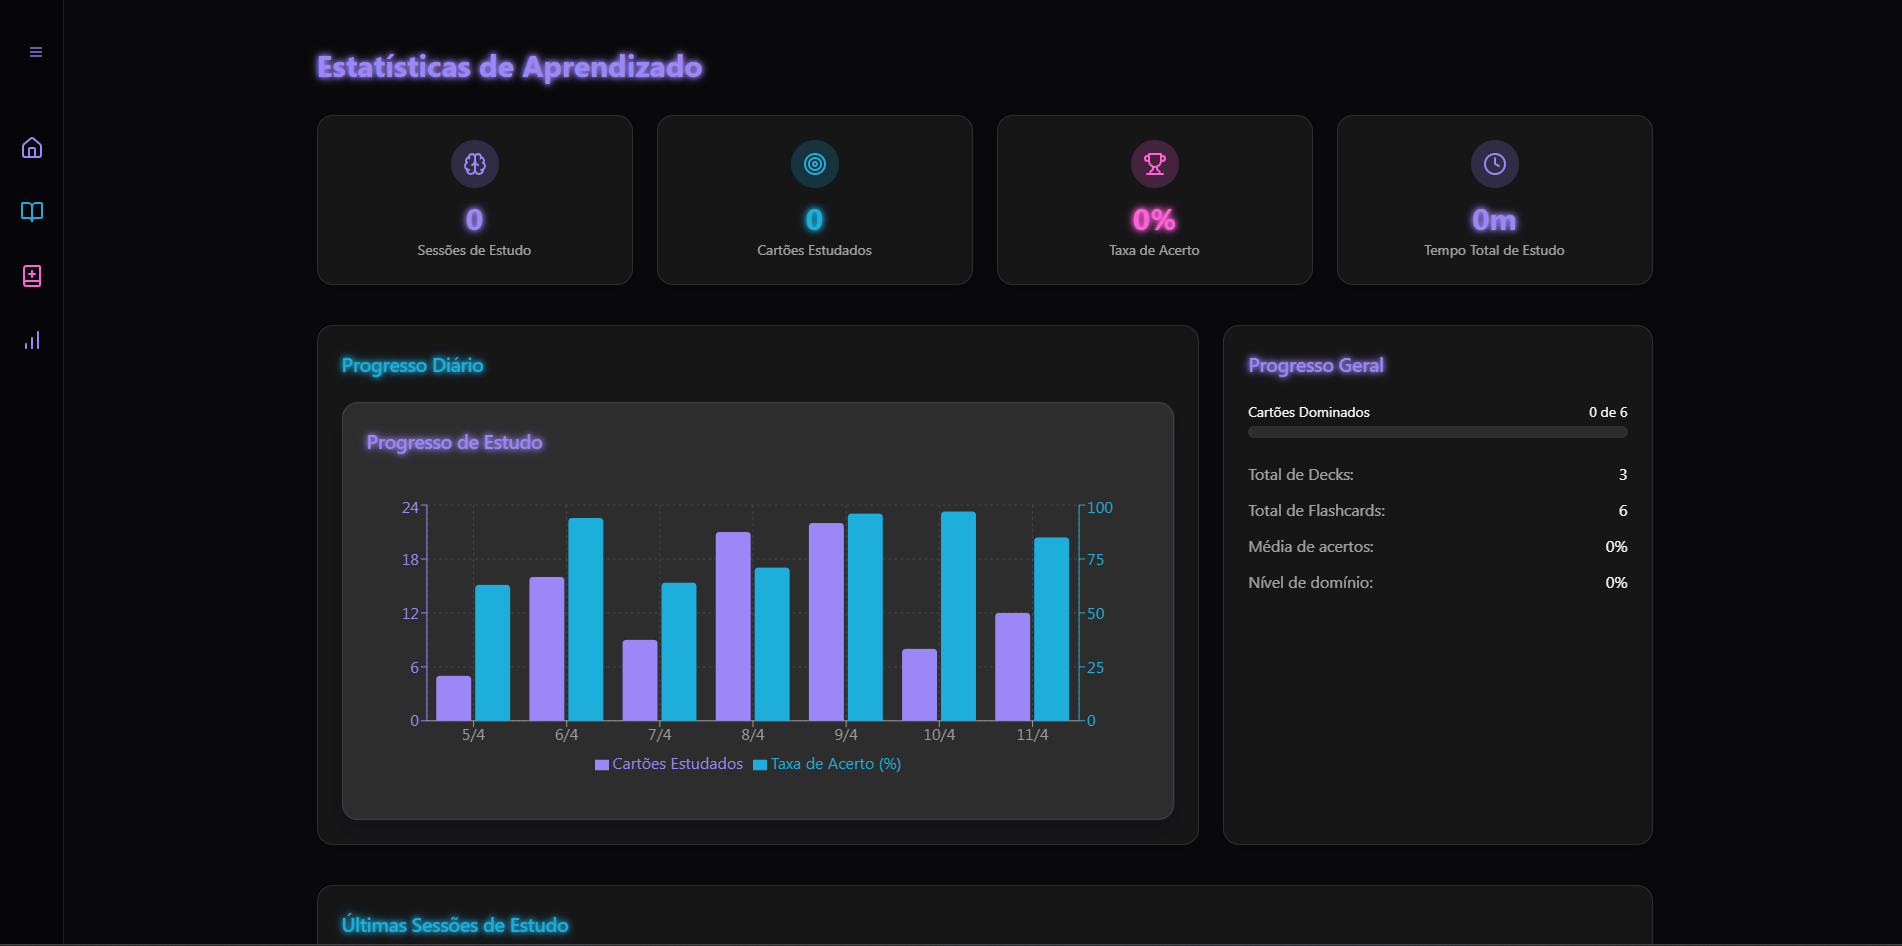 Estatísticas de Aprendizado
0
Sessões de Estudo
0
Cartões Estudados
0%
Taxa de Acerto
0m
Tempo Total de Estudo
Progresso Diário
Progresso de Estudo
24
18
12
6
0
100
75
50
25
0
5/4 6/4 7/4 8/4 9/4 10/4 11/4
Cartões Estudados Taxa de Acerto (%)
Progresso Geral
Cartões Dominados 0 de 6
Total de Decks: 3
Total de Flashcards: 6
Média de acertos: 0%
Nível de domínio: 0%
Últimas Sessões de Estudo